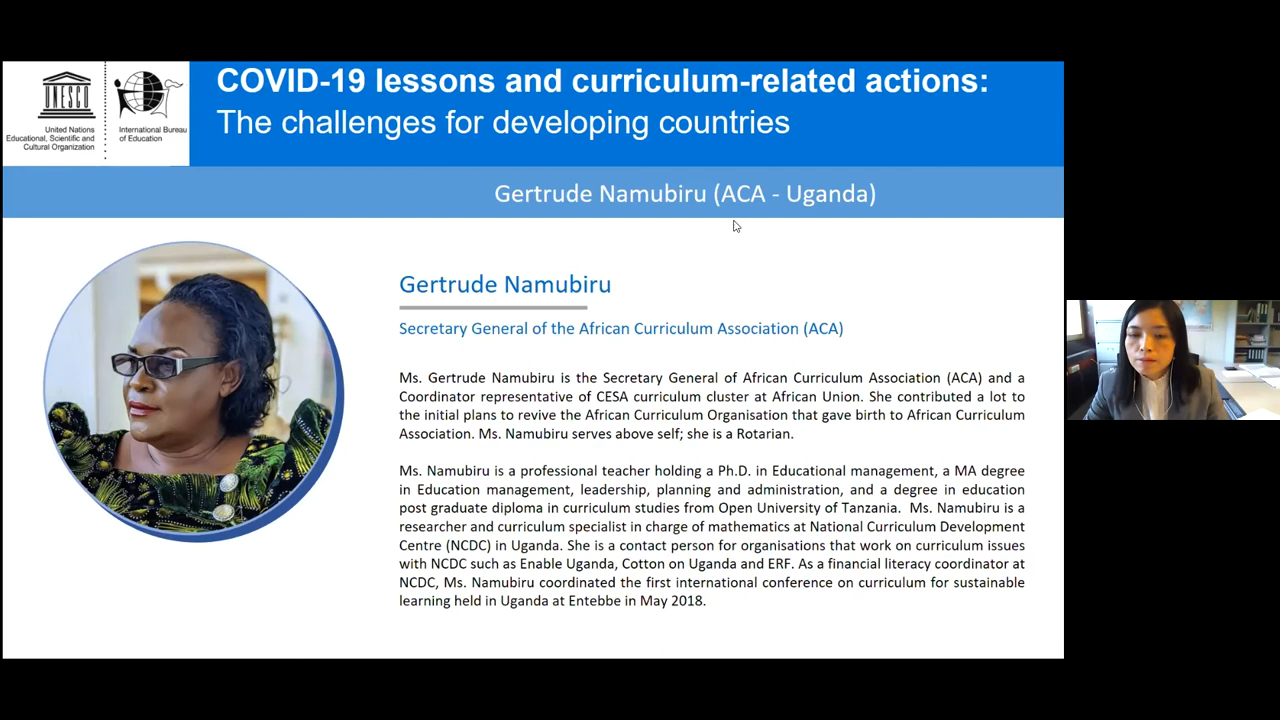 COVID-19 lessons and curriculum-related actions:
The challenges for developing countries
UNESCO
United Nations
Educational, Scientific and
Cultural Organization
International Bureau
of Education
Gertrude Namubiru (ACA - Uganda)
Gertrude Namubiru
Secretary General of the African Curriculum Association (ACA)
Ms. Gertrude Namubiru is the Secretary General of African Curriculum Association (ACA) and a
Coordinator representative of CESA curriculum cluster at African Union. She contributed a lot to
the initial plans to revive the African Curriculum Organisation that gave birth to African Curriculum
Association. Ms. Namubiru serves above self; she is a Rotarian.
Ms. Namubiru is a professional teacher holding a Ph.D. in Educational management, a MA degree
in Education management, leadership, planning and administration, and a degree in education
post graduate diploma in curriculum studies from Open University of Tanzania. Ms. Namubiru is a
researcher and curriculum specialist in charge of mathematics at National Curriculum Development
Centre (NCDC) in Uganda. She is a contact person for organisations that work on curriculum issues
with NCDC such as Enable Uganda, Cotton on Uganda and ERF. As a financial literacy coordinator at
NCDC, Ms. Namubiru coordinated the first international conference on curriculum for sustainable
learning held in Uganda at Entebbe in May 2018.